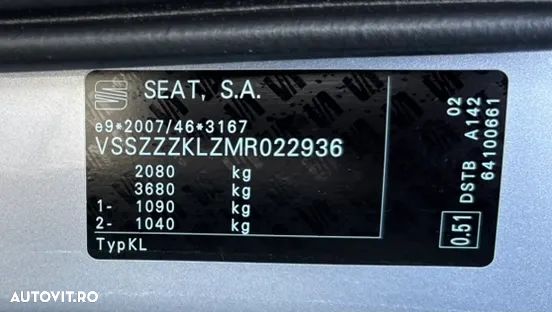 SEAT, S.A.
e9*2007/46*3167
VSSZZZKLZMR022936
2080 kg
3680 kg
1- 1090 kg
2- 1040 kg
TypKL
0.51 DSTB A142 02
64100661
AUTOVIT.RO